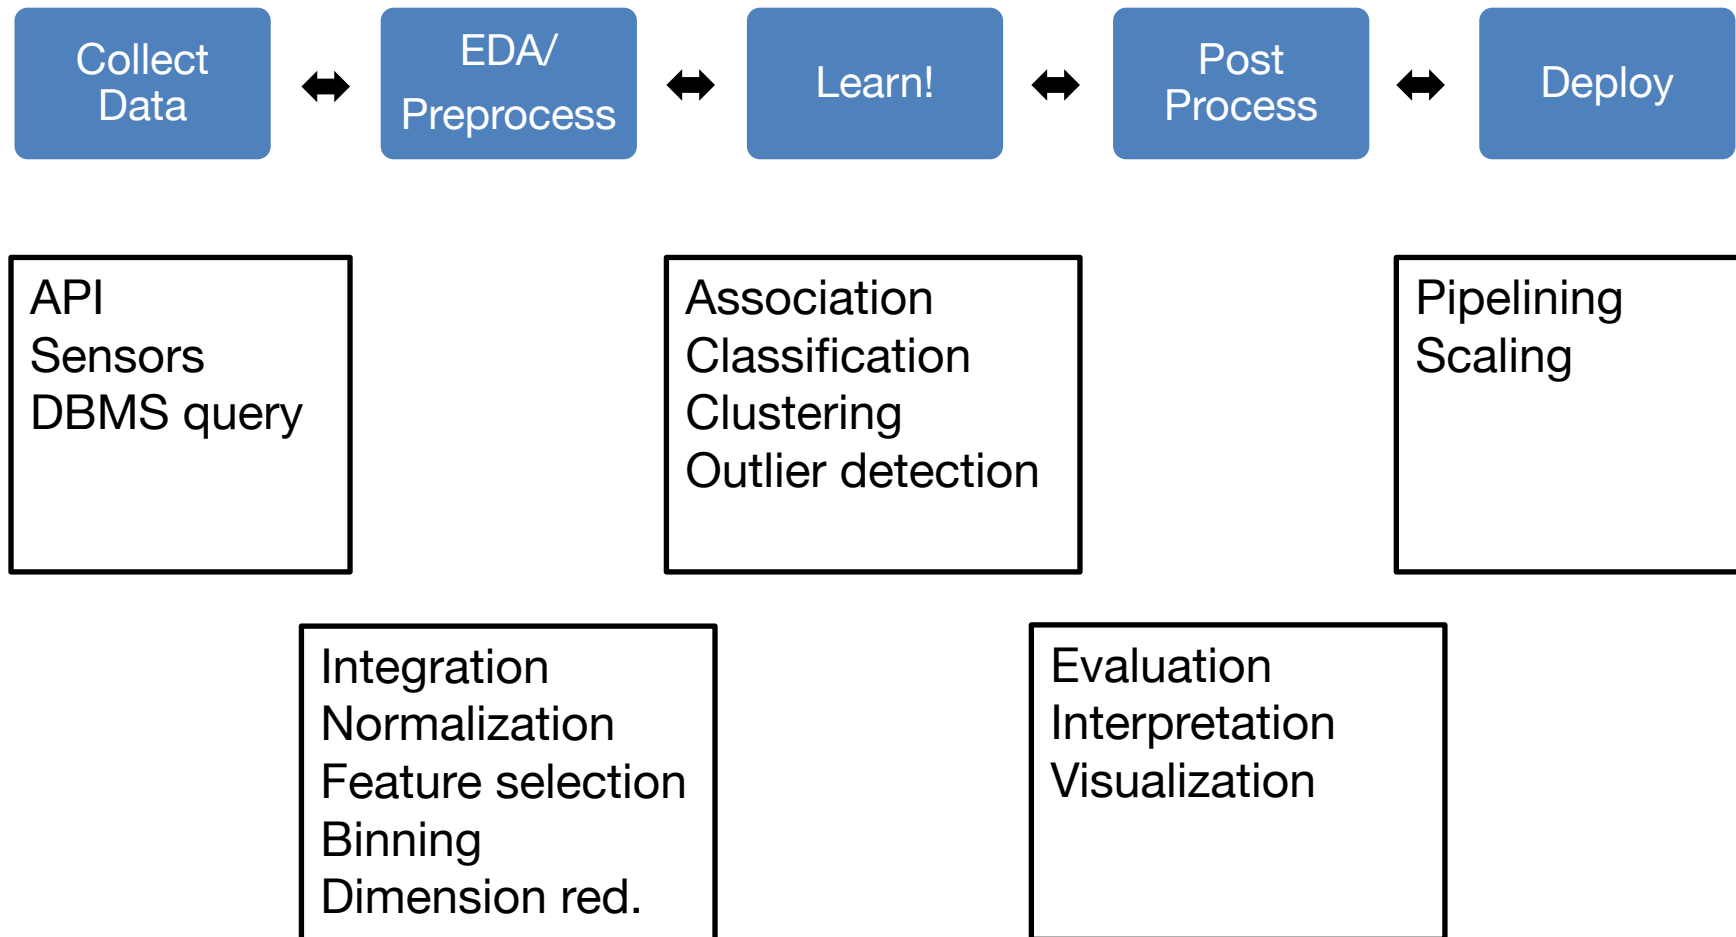 Collect
Data
EDA/
Preprocess
Learn!
Post
Process
Deploy
API
Sensors
DBMS query
Association
Classification
Clustering
Outlier detection
Pipelining
Scaling
Integration
Normalization
Feature selection
Binning
Dimension red.
Evaluation
Interpretation
Visualization